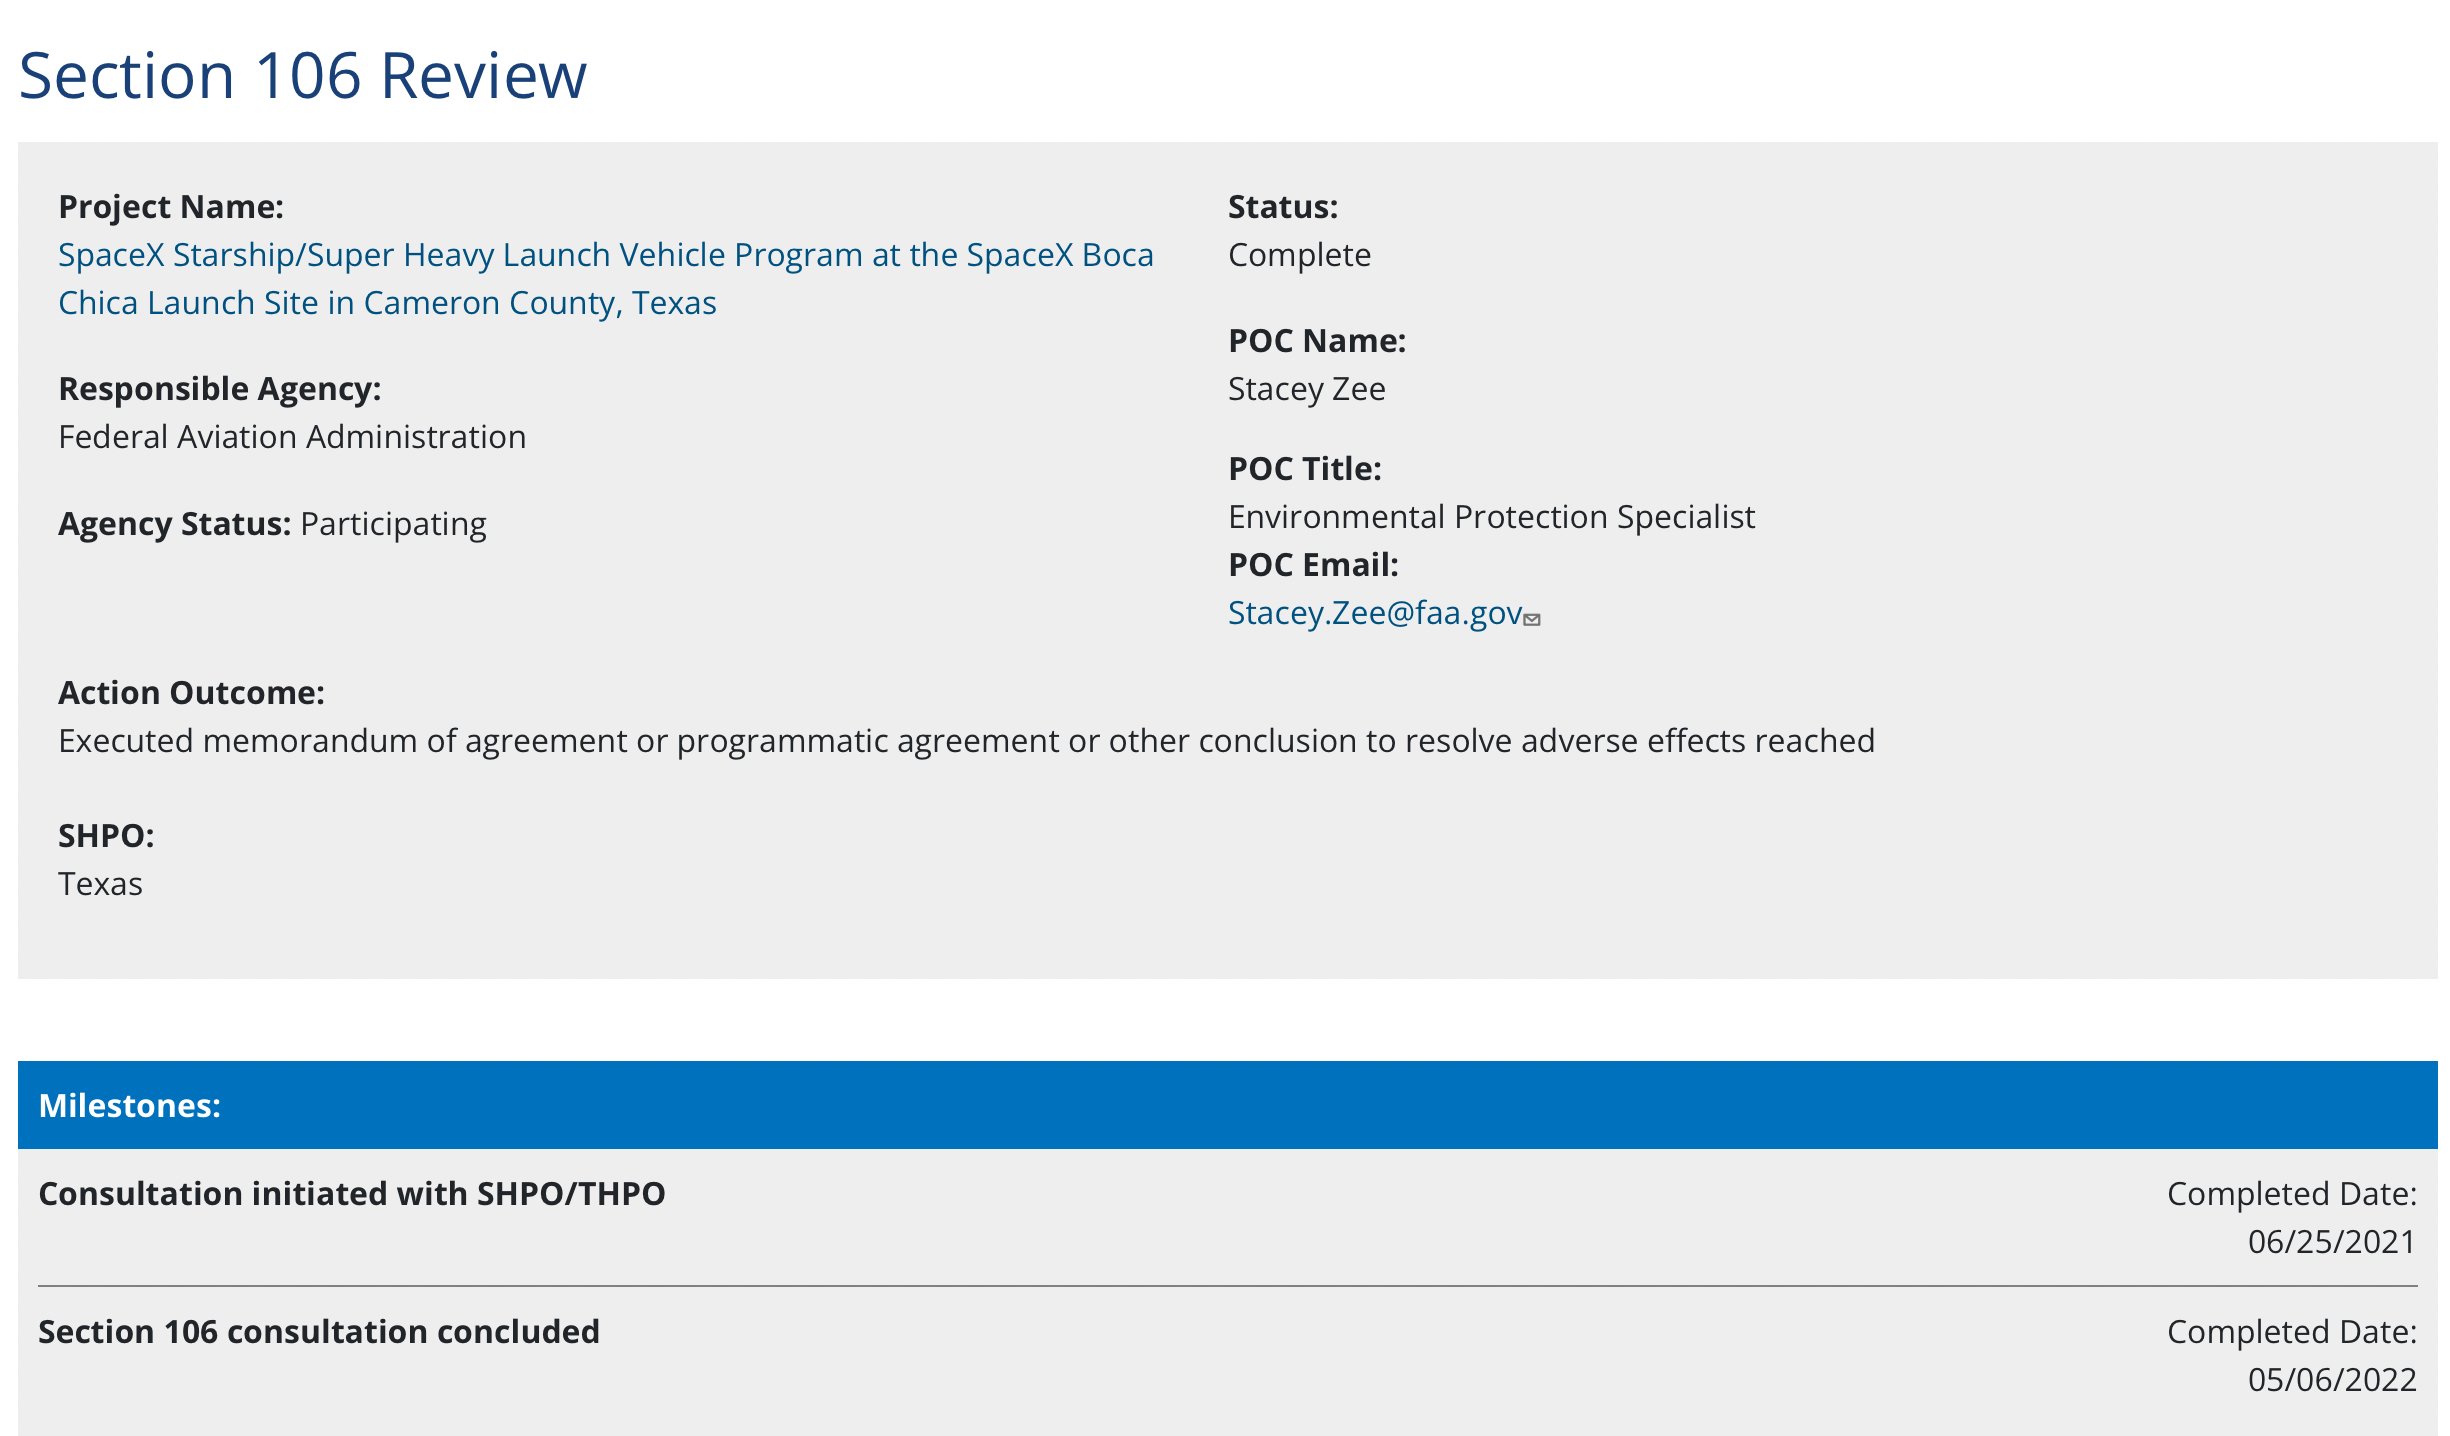 Section 106 Review
Project Name:
SpaceX Starship/Super Heavy Launch Vehicle Program at the SpaceX Boca
Chica Launch Site in Cameron County, Texas
Responsible Agency:
Federal Aviation Administration
Agency Status: Participating
Status:
Complete
POC Name:
Stacey Zee
POC Title:
Environmental Protection Specialist
POC Email:
Stacey.Zee@faa.gov
Action Outcome:
Executed memorandum of agreement or programmatic agreement or other conclusion to resolve adverse effects reached
SHPO:
Texas
Milestones:
Consultation initiated with SHPO/THPO
Completed Date:
06/25/2021
Section 106 consultation concluded
Completed Date:
05/06/2022